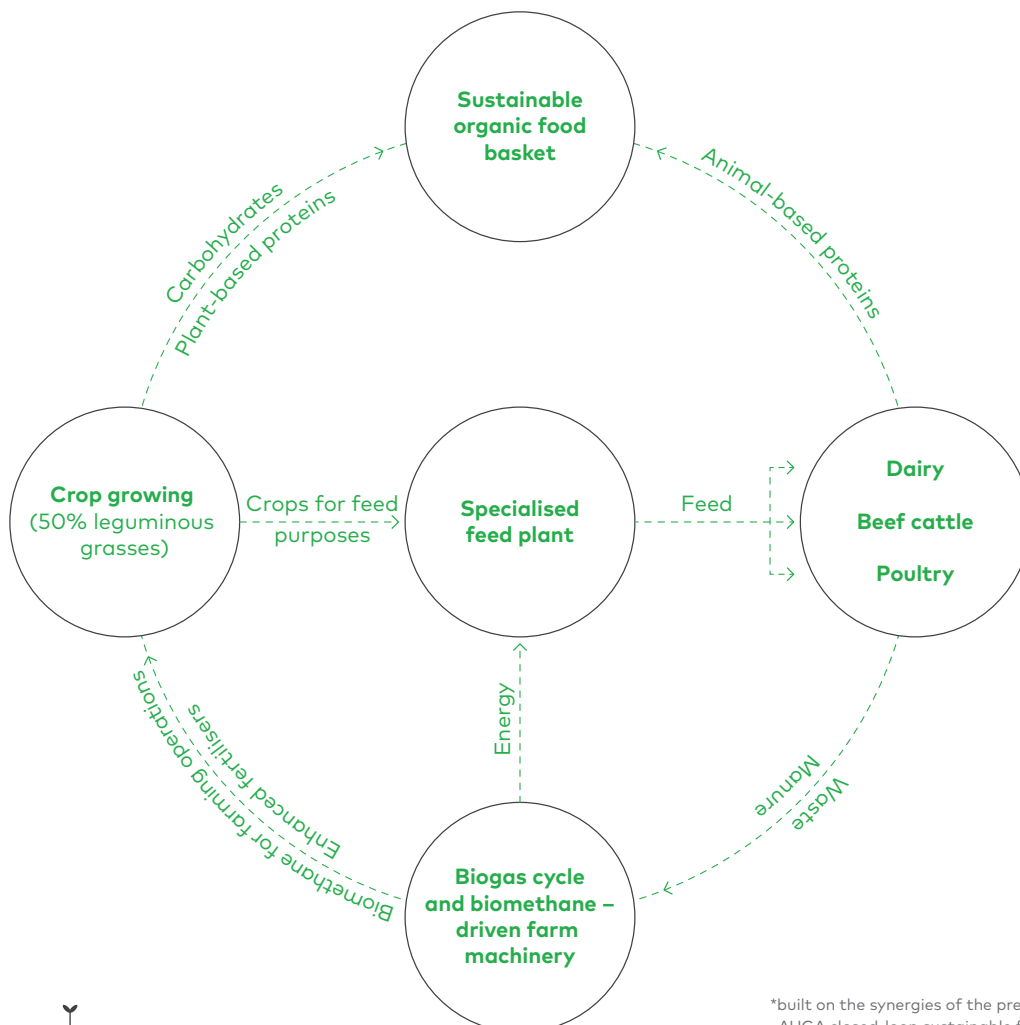 Sustainable
organic food
basket
Carbohydrates
Plant-based proteins
Animal-based proteins
Crop growing
(50% leguminous
grasses)
Crops for feed
purposes
Specialised
feed plant
Feed
Dairy
Beef cattle
Poultry
Energy
Enhanced fertilisers
Biomethane for farming operations
Manure
Waste
Biogas cycle
and biomethane –
driven farm
machinery
*built on the synergies of the pre